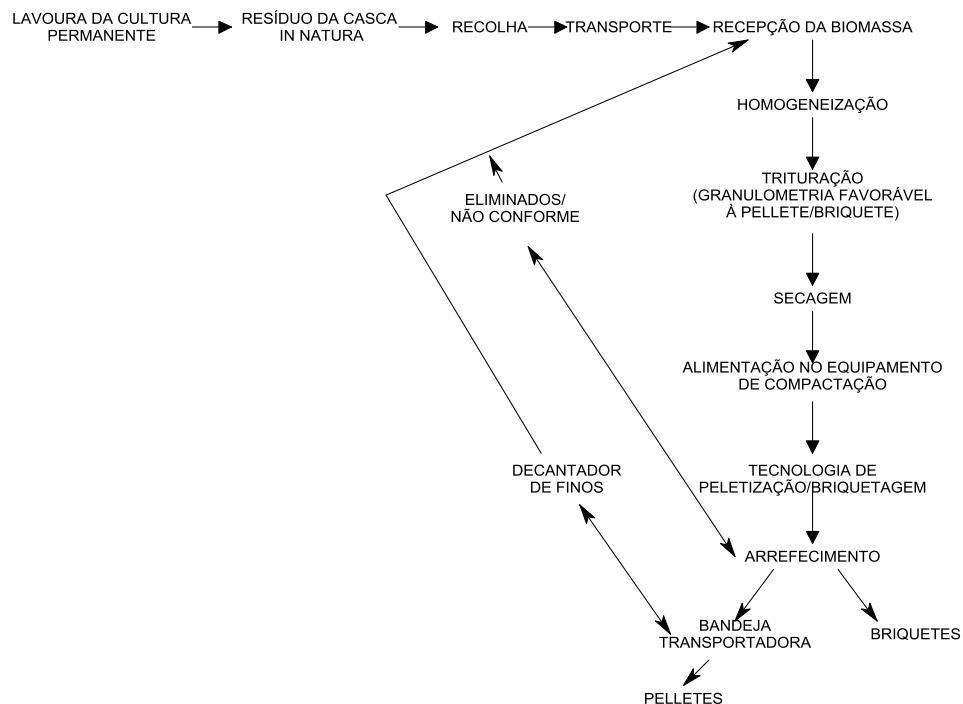 LAVOURA DA CULTURA
PERMANENTE
RESÍDUO DA CASCA
IN NATURA
RECOLHA
TRANSPORTE
RECEPÇÃO DA BIOMASSA
HOMOGENEIZAÇÃO
TRITURAÇÃO
(GRANULOMETRIA FAVORÁVEL
À PELLETE/BRIQUETE)
ELIMINADOS/
NÃO CONFORME
SECAGEM
ALIMENTAÇÃO NO EQUIPAMENTO
DE COMPACTAÇÃO
DECANTADOR
DE FINOS
TECNOLOGIA DE
PELETIZAÇÃO/BRIQUETAGEM
ARREFECIMENTO
BANDEJA
TRANSPORTADORA
BRIQUETES
PELLETES